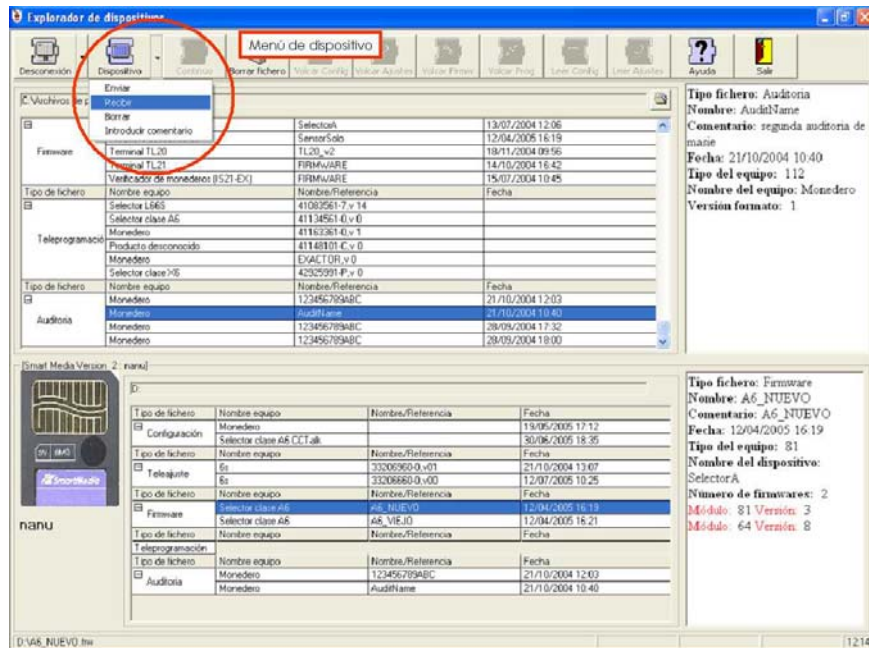 Explorador de dispositivos
Menú de dispositivo
Desconexión Dispositivo Continuo Borrar fichero Volcar Config Volcar Ajustes Volcar Firmw Volcar Prog Leer Config Leer Ajustes Ayuda Salir
Enviar
Recibir
Borrar
Introducir comentario
C:\Archivos de p
SelectorA 13/07/2004 12:06
SensorSolo 12/04/2005 16:19
Firmware Terminal TL20 TL20_v2 18/11/2004 09:56
Terminal TL21 FIRMWARE 14/10/2004 16:42
Verificador de monederos (IS21-EX) FIRMWARE 15/07/2004 10:45
Tipo de fichero Nombre equipo Nombre/Referencia Fecha
Selector L66S 41083561-7,v 14
Selector clase A6 41134561-0,v 0
Teleprogramació Monedero 41163361-0,v 1
Producto desconocido 41148101-C,v 0
Monedero EXACTOR,v 0
Selector clase X6 42925991-P,v 0
Tipo de fichero Nombre equipo Nombre/Referencia Fecha
Monedero 123456789ABC 21/10/2004 12:03
Auditoria Monedero AuditName 21/10/2004 10:40
Monedero 123456789ABC 28/09/2004 17:32
Monedero 123456789ABC 28/09/2004 18:00
Tipo fichero: Auditoria
Nombre: AuditName
Comentario: segunda auditoria de
marie
Fecha: 21/10/2004 10:40
Tipo del equipo: 112
Nombre del equipo: Monedero
Versión formato: 1
[Smart Media Version 2: nanu]
D:
SmartMedia
nanu
Tipo de fichero Nombre equipo Nombre/Referencia Fecha
Configuración Monedero 19/05/2005 17:12
Selector clase A6 CCTalk 30/06/2005 18:35
Tipo de fichero Nombre equipo Nombre/Referencia Fecha
Teleajuste 6s 33206960-0,v01 21/10/2004 13:07
6s 33206660-0,v00 12/07/2005 10:25
Tipo de fichero Nombre equipo Nombre/Referencia Fecha
Firmware Selector clase A6 A6_NUEVO 12/04/2005 16:19
Selector clase A6 A6_VIEJO 12/04/2005 16:21
Tipo de fichero Nombre equipo Nombre/Referencia Fecha
Teleprogramación
Tipo de fichero Nombre equipo Nombre/Referencia Fecha
Auditoria Monedero 123456789ABC 21/10/2004 12:03
Monedero AuditName 21/10/2004 10:40
Tipo fichero: Firmware
Nombre: A6_NUEVO
Comentario: A6_NUEVO
Fecha: 12/04/2005 16:19
Tipo del equipo: 81
Nombre del dispositivo:
SelectorA
Número de firmwares: 2
Módulo: 81 Versión: 3
Módulo: 64 Versión: 8
D:\A6_NUEVO.frw
12:14